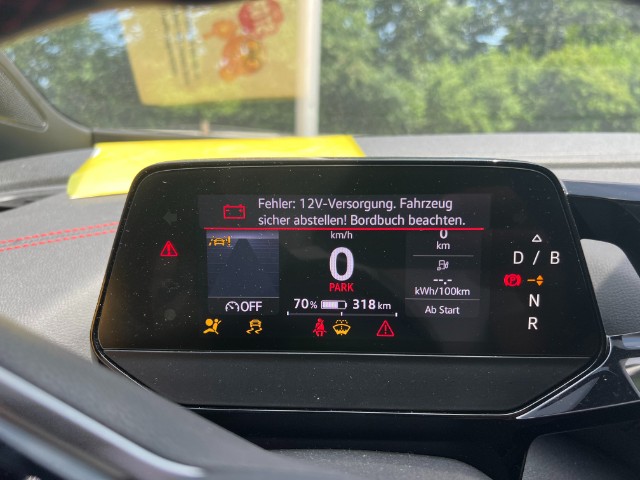 Fehler: 12V-Versorgung. Fahrzeug
sicher abstellen! Bordbuch beachten.
km/h
0
PARK
0
km
--,-
kWh/100km
Ab Start
OFF
70% 318 km
D / B
N
R